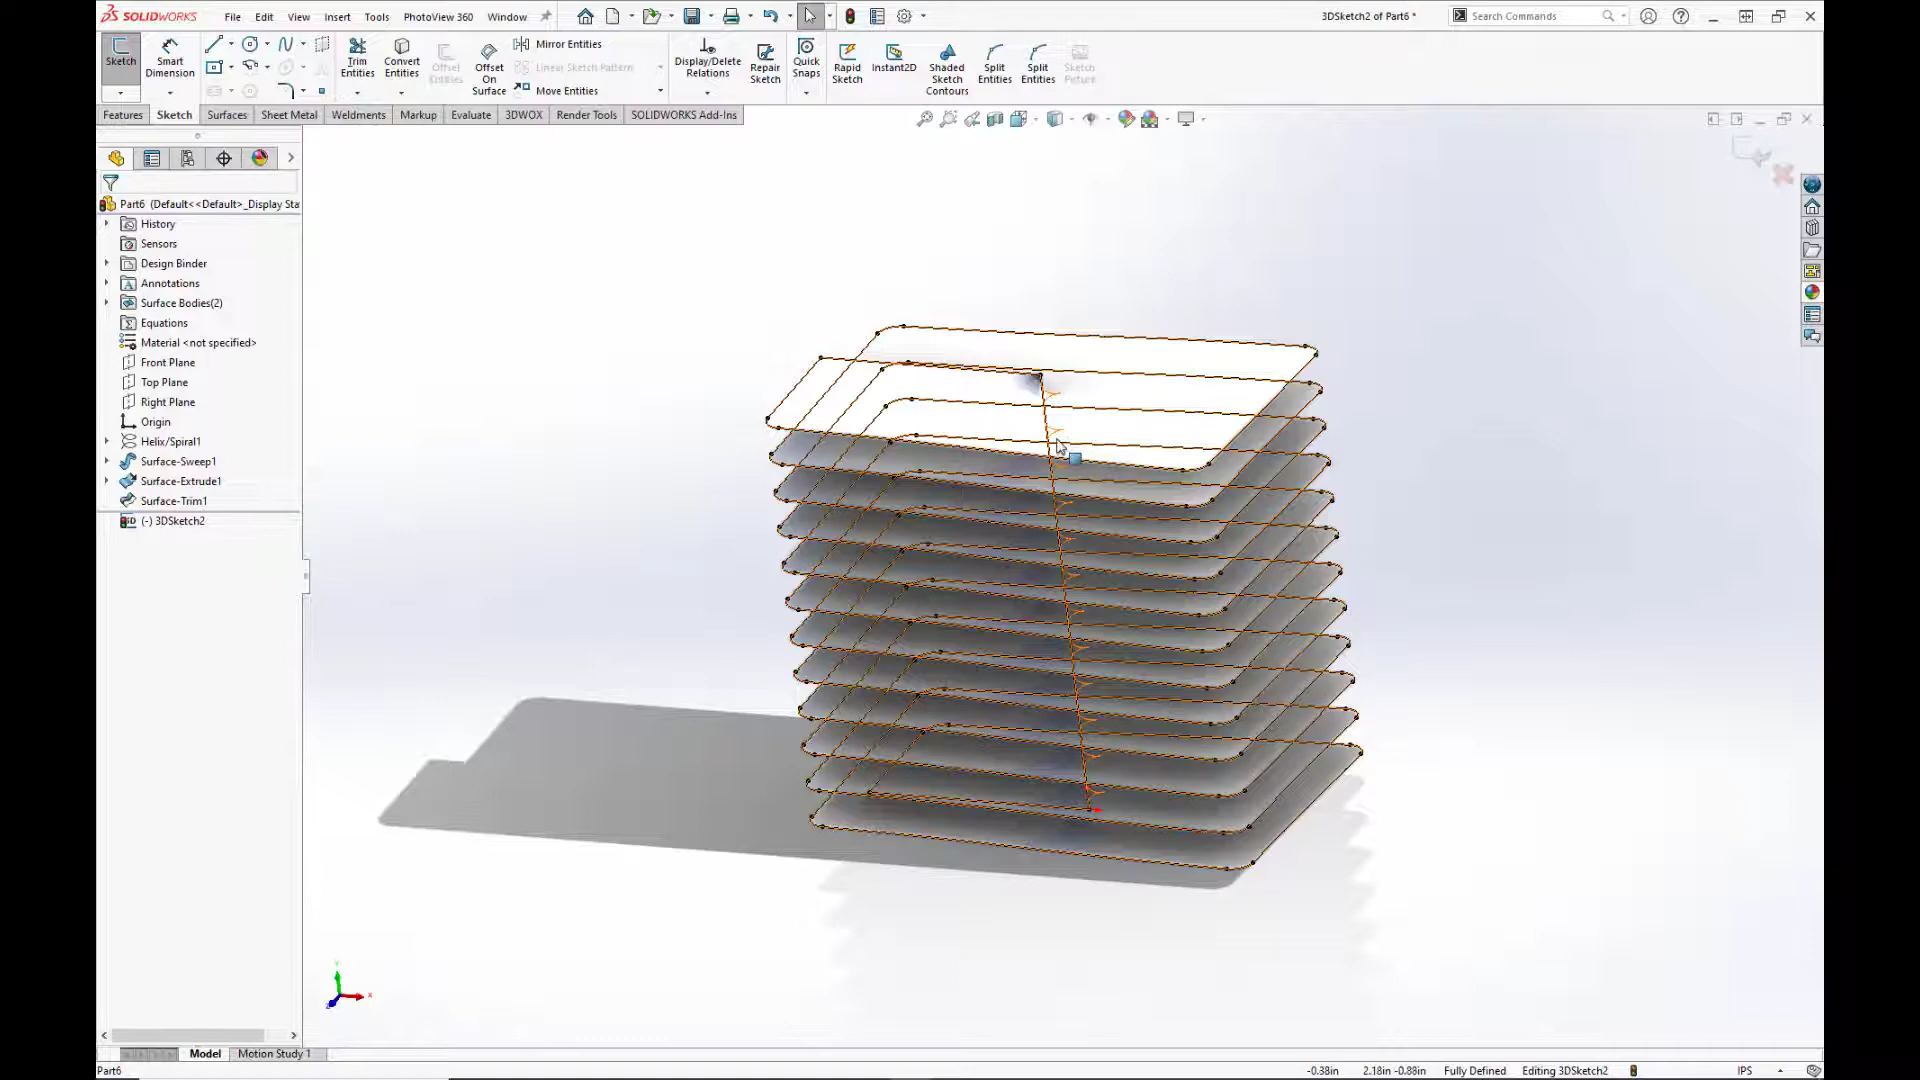 SOLIDWORKS File Edit View Insert Tools PhotoView 360 Window 3DSketch2 of Part6 * Search Commands
Sketch Smart Dimension Trim Entities Convert Entities Offset Entities Offset On Surface Mirror Entities Linear Sketch Pattern Move Entities Display/Delete Relations Repair Sketch Quick Snaps Rapid Sketch Instant2D Shaded Sketch Contours Split Entities Split Entities Sketch Picture
Features Sketch Surfaces Sheet Metal Weldments Markup Evaluate 3DWOX Render Tools SOLIDWORKS Add-Ins
Part6 (Default<<Default>_Display Sta
History
Sensors
Design Binder
Annotations
Surface Bodies(2)
Equations
Material <not specified>
Front Plane
Top Plane
Right Plane
Origin
Helix/Spiral1
Surface-Sweep1
Surface-Extrude1
Surface-Trim1
(-) 3DSketch2
Model Motion Study 1
Part6 -0.38in 2.18in -0.88in Fully Defined Editing 3DSketch2 IPS